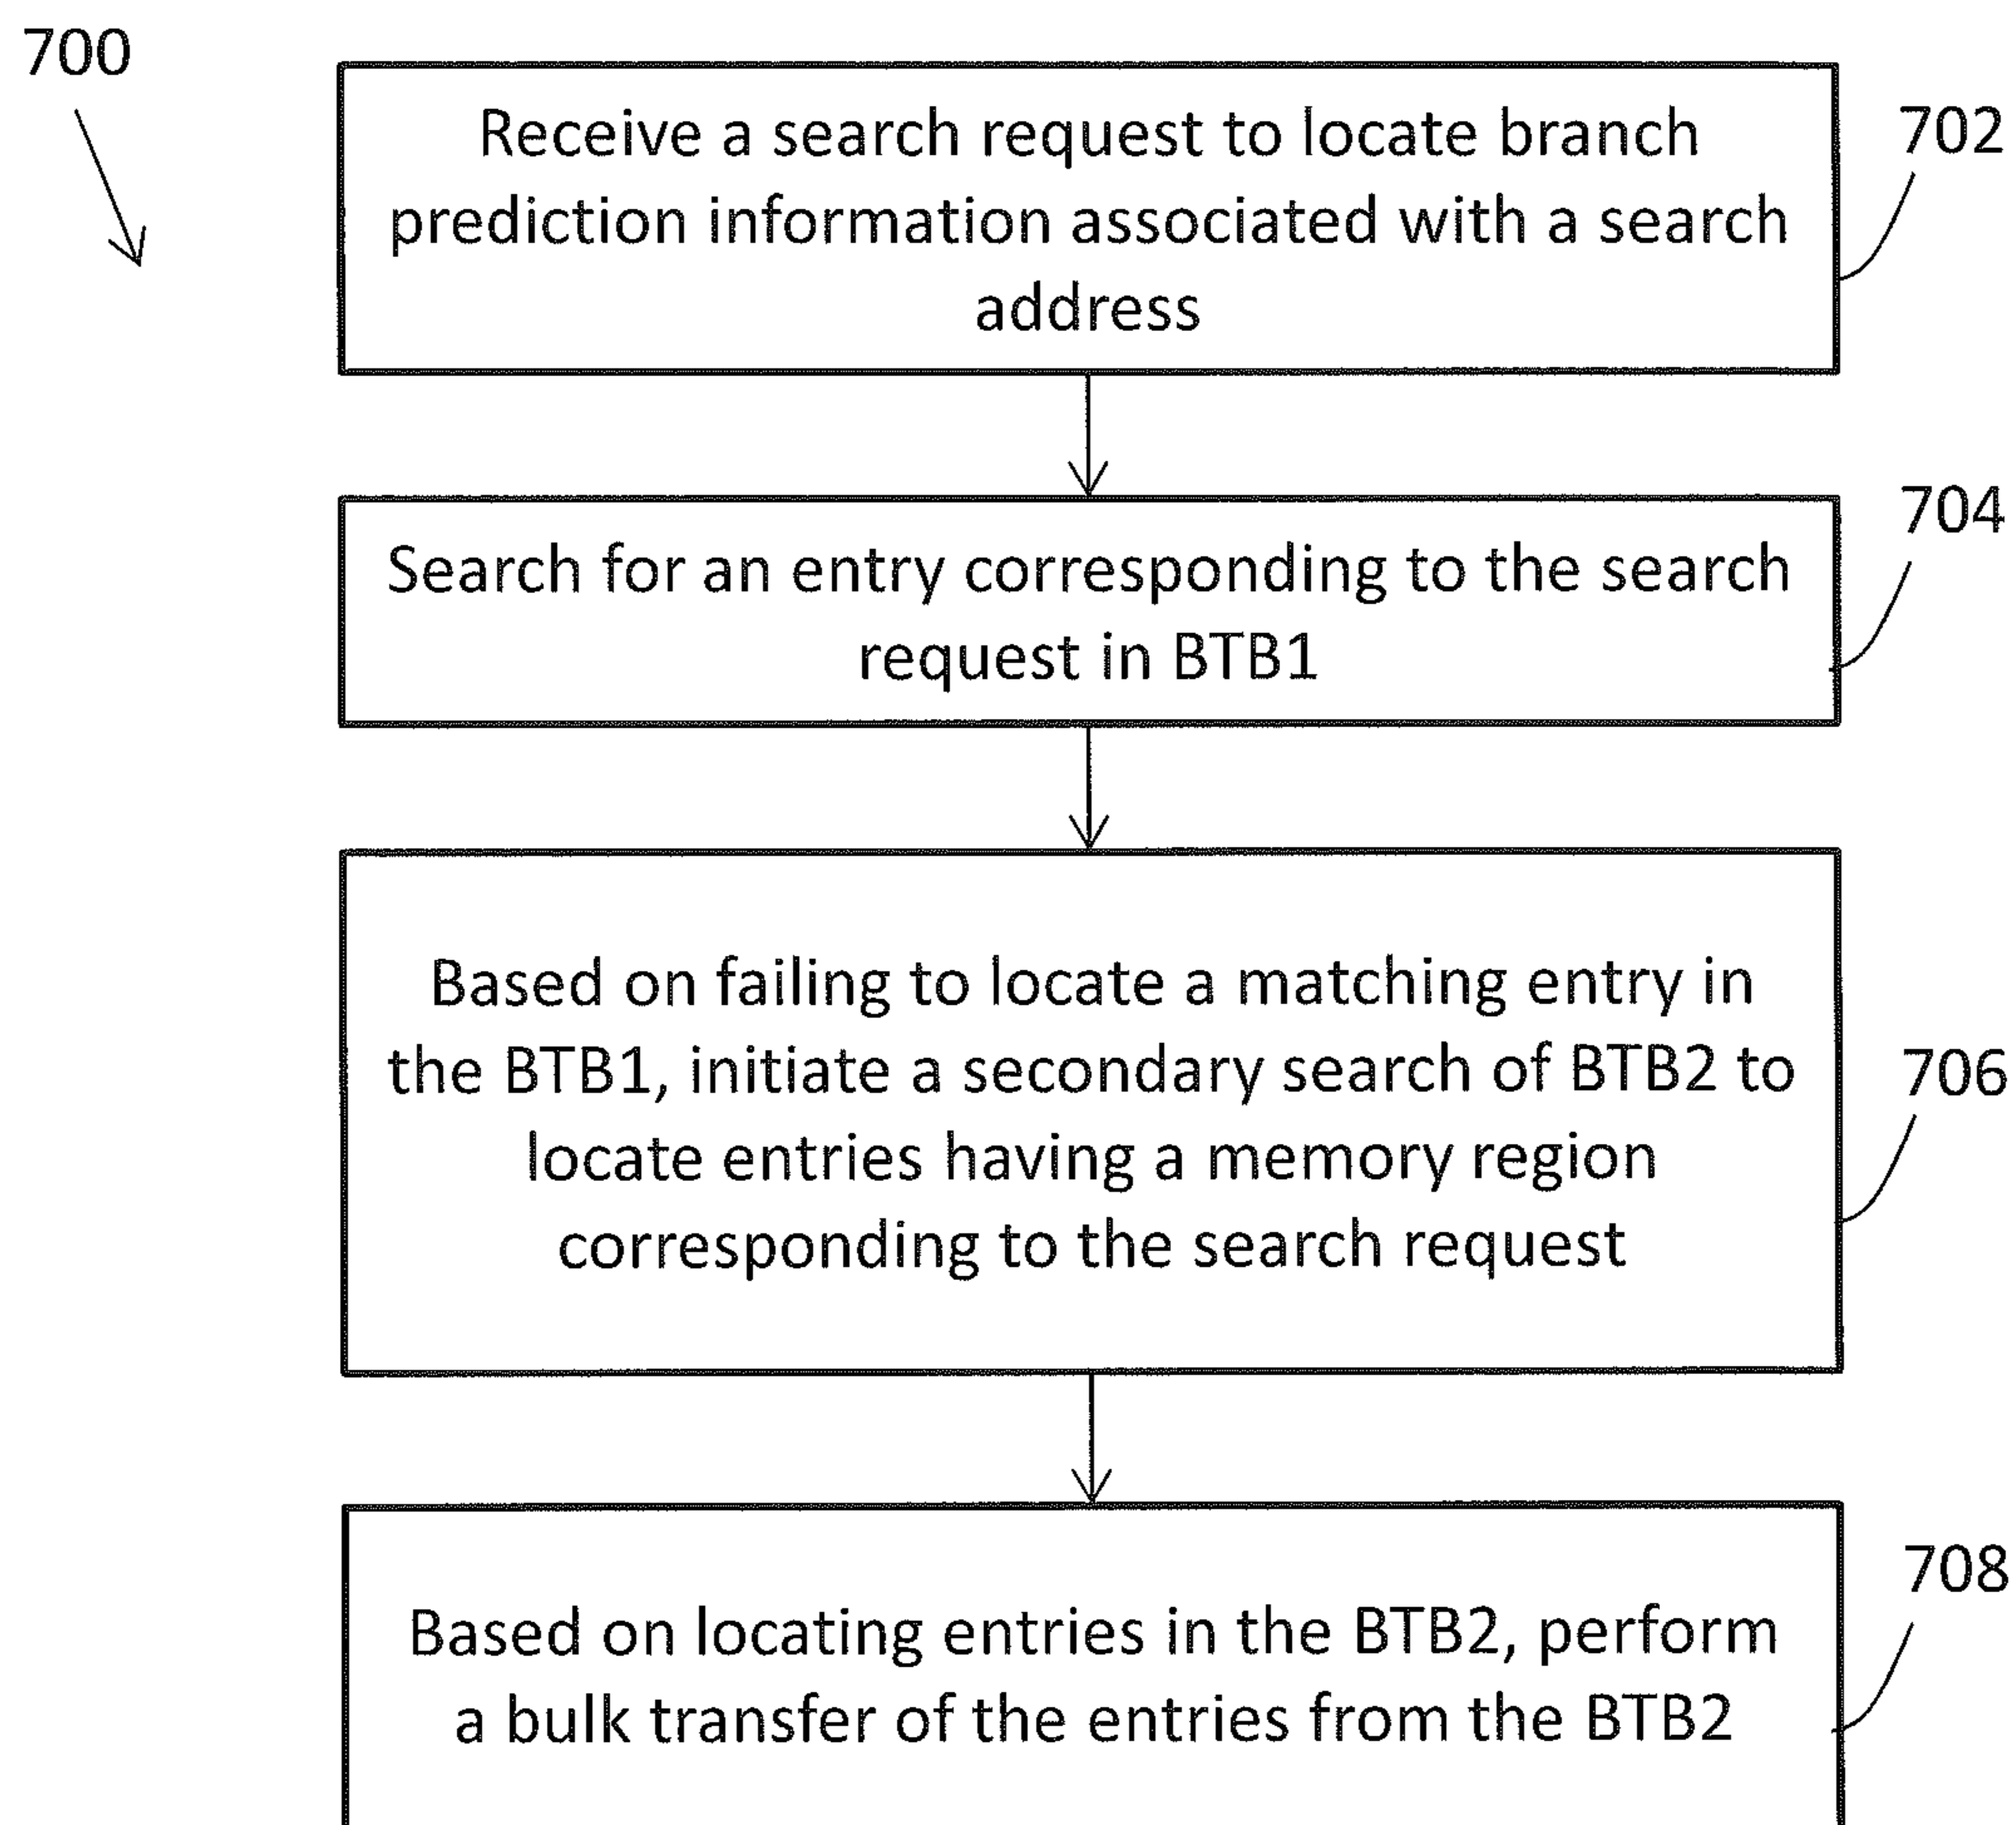 700
Receive a search request to locate branch
prediction information associated with a search
address
702
Search for an entry corresponding to the search
request in BTB1
704
Based on failing to locate a matching entry in
the BTB1, initiate a secondary search of BTB2 to
locate entries having a memory region
corresponding to the search request
706
Based on locating entries in the BTB2, perform
a bulk transfer of the entries from the BTB2
708